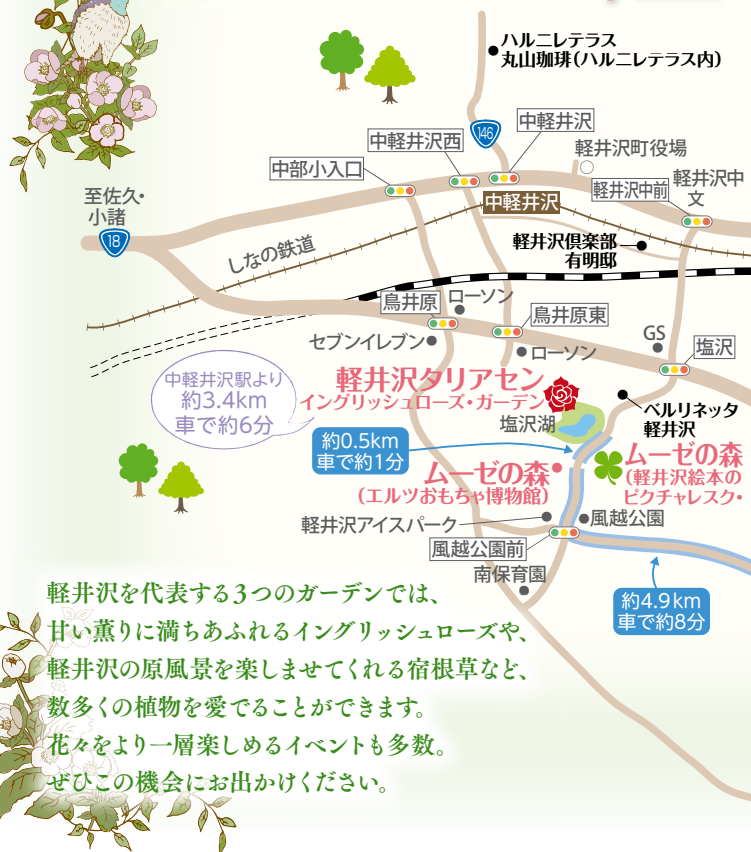 ハルニレテラス
丸山珈琲（ハルニレテラス内）
146
中軽井沢
中軽井沢西
軽井沢町役場
中部小入口
軽井沢中前
軽井沢中
文
至佐久・
小諸
中軽井沢
18
しなの鉄道
軽井沢倶楽部
有明邸
鳥井原
ローソン
鳥井原東
セブンイレブン
ローソン
GS
塩沢
中軽井沢駅より
約3.4km
車で約6分
軽井沢タリアセン
イングリッシュローズ・ガーデン
塩沢湖
ベルリネッタ
軽井沢
約0.5km
車で約1分
ムーゼの森
（エルツおもちゃ博物館）
ムーゼの森
（軽井沢絵本の
ピクチャレスク・
軽井沢アイスパーク
風越公園
風越公園前
南保育園
約4.9km
車で約8分
軽井沢を代表する3つのガーデンでは、
甘い薫りに満ちあふれるイングリッシュローズや、
軽井沢の原風景を楽しませてくれる宿根草など、
数多くの植物を愛でることができます。
花々をより一層楽しめるイベントも多数。
ぜひこの機会にお出かけください。